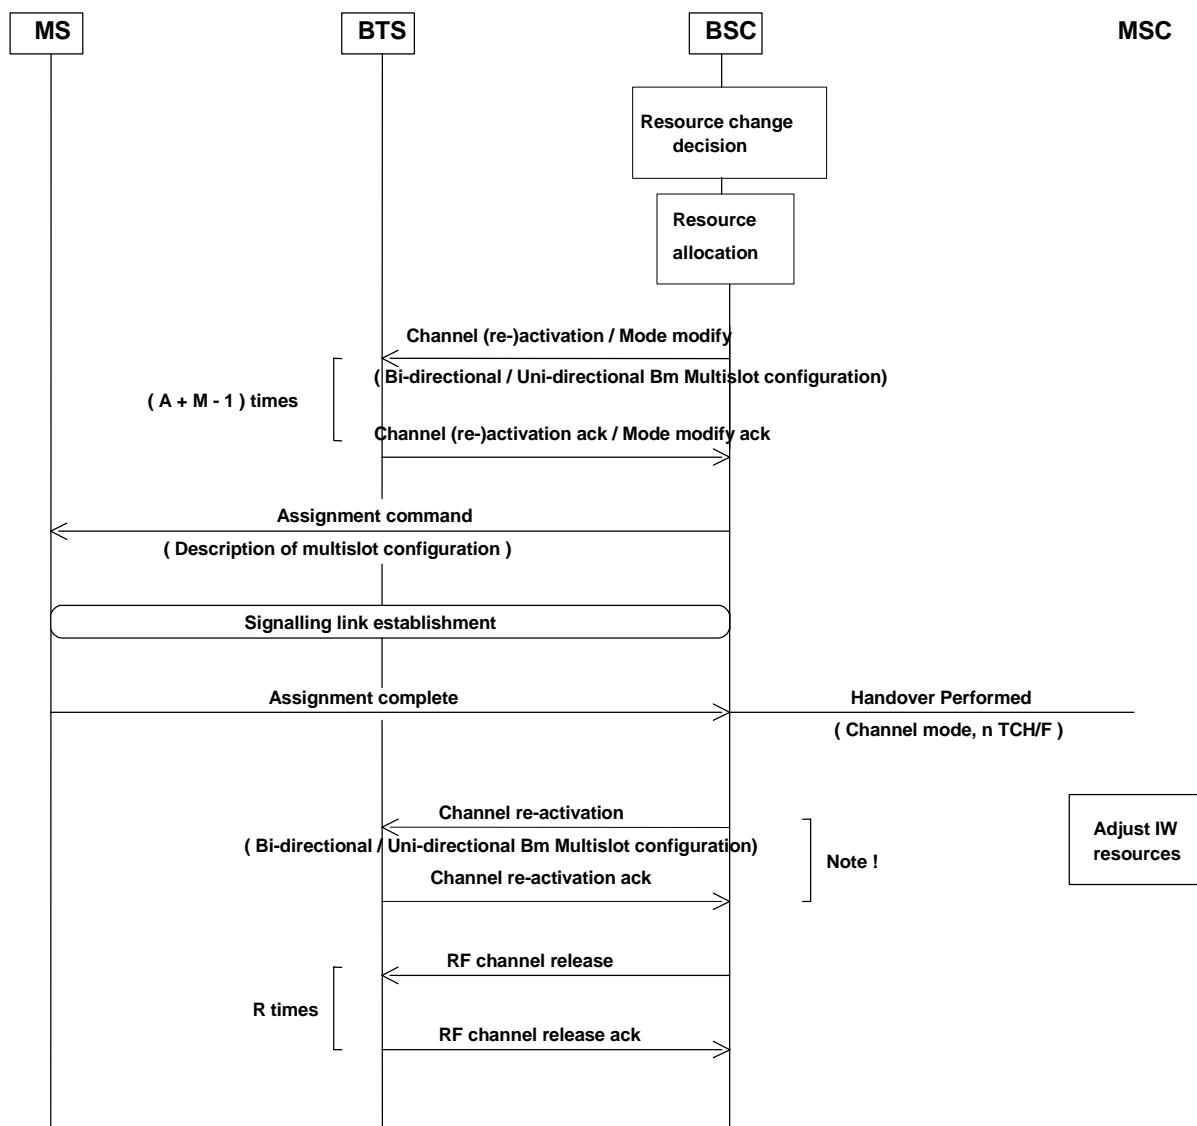 MS
BTS
BSC
MSC
Resource change
decision
Resource
allocation
Channel (re-)activation / Mode modify
( Bi-directional / Uni-directional Bm Multislot configuration)
( A + M - 1 ) times
Channel (re-)activation ack / Mode modify ack
Assignment command
( Description of multislot configuration )
Signalling link establishment
Assignment complete
Handover Performed
( Channel mode, n TCH/F )
Channel re-activation
( Bi-directional / Uni-directional Bm Multislot configuration)
Channel re-activation ack
Note !
Adjust IW
resources
RF channel release
R times
RF channel release ack